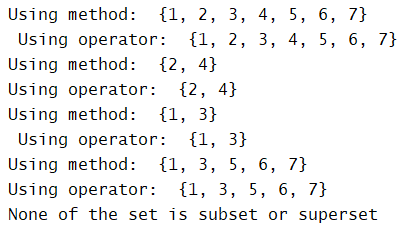 Using method:  {1, 2, 3, 4, 5, 6, 7}
 Using operator:  {1, 2, 3, 4, 5, 6, 7}
Using method:  {2, 4}
Using operator:  {2, 4}
Using method:  {1, 3}
 Using operator:  {1, 3}
Using method:  {1, 3, 5, 6, 7}
Using operator:  {1, 3, 5, 6, 7}
None of the set is subset or superset